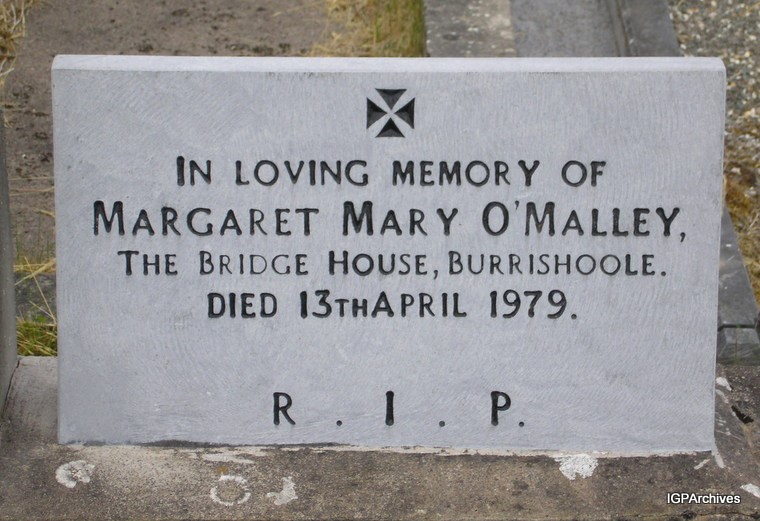 IN LOVING MEMORY OF
MARGARET MARY O'MALLEY,
THE BRIDGE HOUSE, BURRISHOOLE.
DIED 13TH APRIL 1979.
R . I . P.
IGPArchives